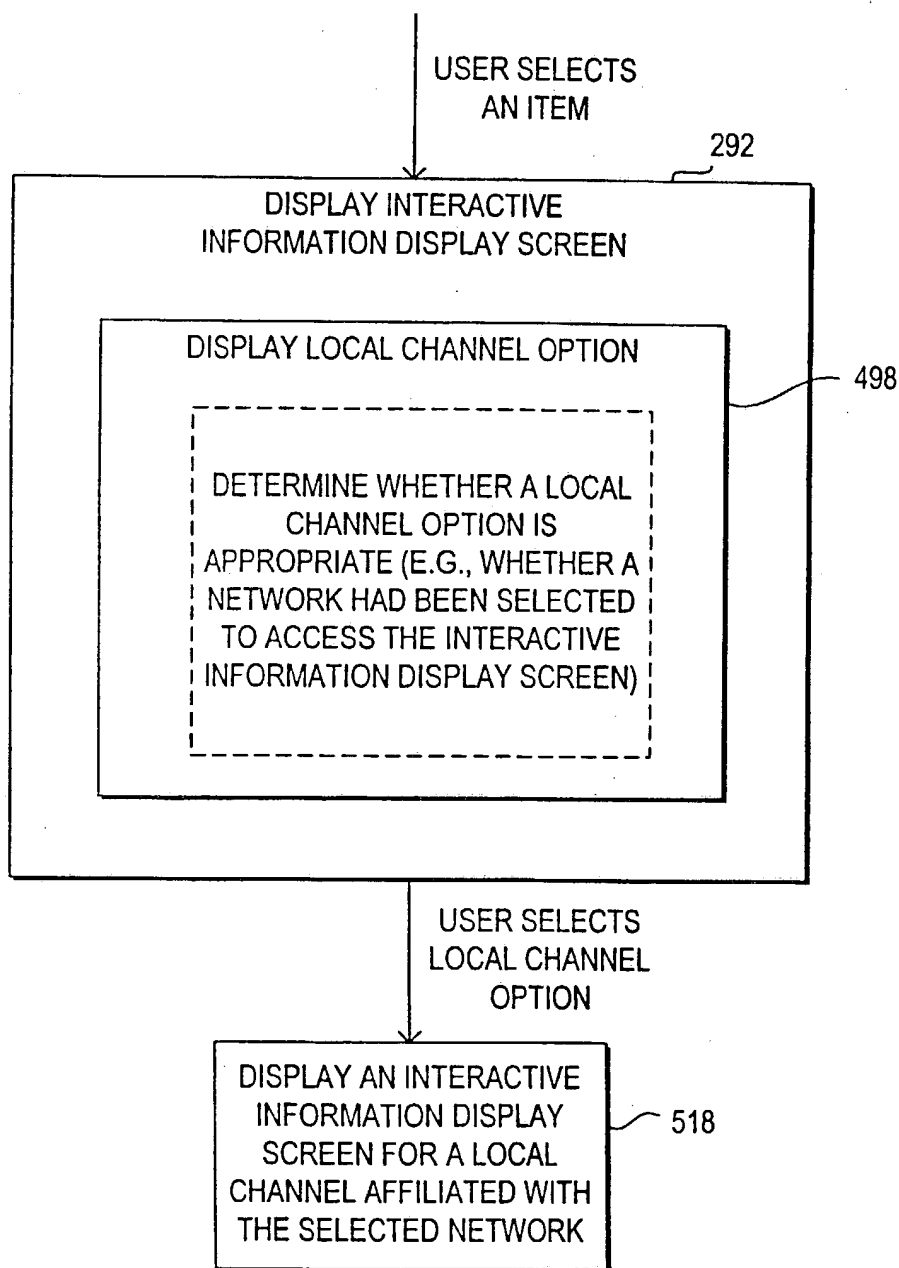 USER SELECTS
AN ITEM
292
DISPLAY INTERACTIVE
INFORMATION DISPLAY SCREEN
DISPLAY LOCAL CHANNEL OPTION
498
DETERMINE WHETHER A LOCAL
CHANNEL OPTION IS
APPROPRIATE (E.G., WHETHER A
NETWORK HAD BEEN SELECTED
TO ACCESS THE INTERACTIVE
INFORMATION DISPLAY SCREEN)
USER SELECTS
LOCAL CHANNEL
OPTION
DISPLAY AN INTERACTIVE
INFORMATION DISPLAY
SCREEN FOR A LOCAL
CHANNEL AFFILIATED WITH
THE SELECTED NETWORK
518